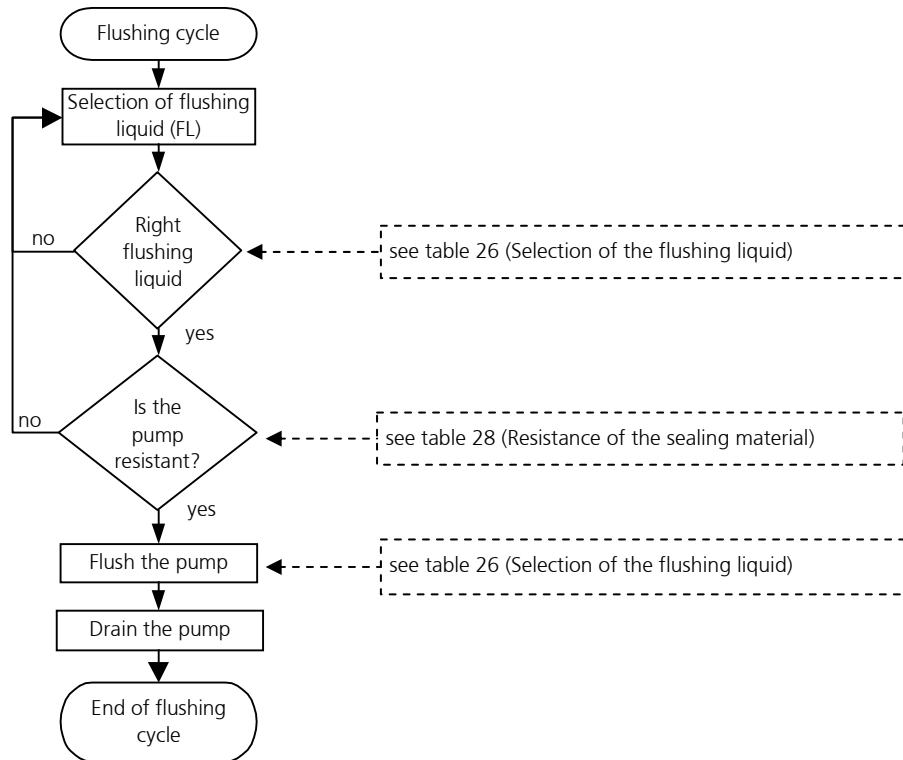 Flushing cycle
Selection of flushing
liquid (FL)
Right
flushing
liquid
no
see table 26 (Selection of the flushing liquid)
yes
Is the
pump
resistant?
no
see table 28 (Resistance of the sealing material)
yes
Flush the pump
see table 26 (Selection of the flushing liquid)
Drain the pump
End of flushing
cycle